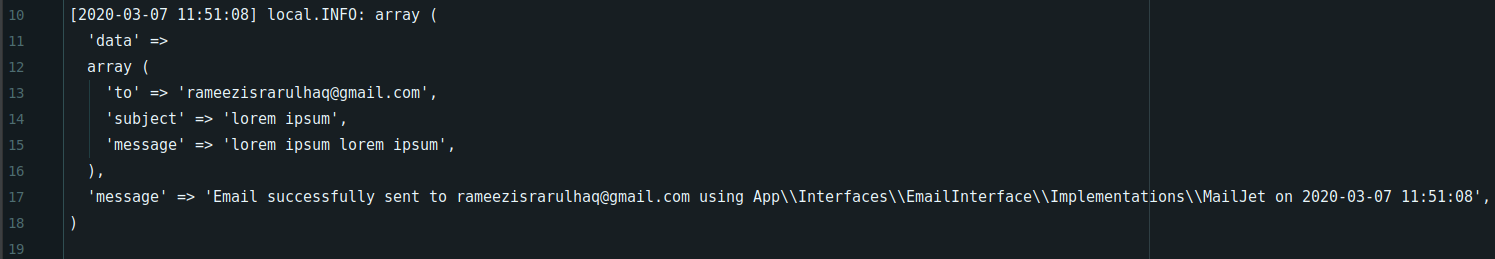 10 [2020-03-07 11:51:08] local.INFO: array (
11 'data' =>
12 array (
13 'to' => 'rameezisrarulhaq@gmail.com',
14 'subject' => 'lorem ipsum',
15 'message' => 'lorem ipsum lorem ipsum',
16 ),
17 'message' => 'Email successfully sent to rameezisrarulhaq@gmail.com using App\\Interfaces\\EmailInterface\\Implementations\\MailJet on 2020-03-07 11:51:08',
18 )
19